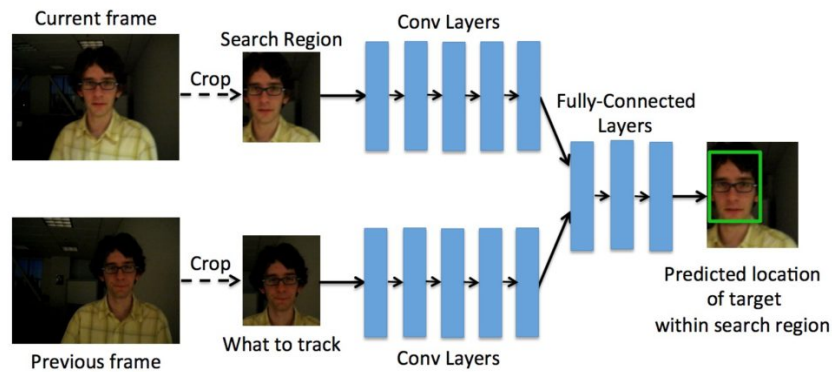 Current frame
Crop
Search Region
Conv Layers
Fully-Connected
Layers
Previous frame
Crop
What to track
Conv Layers
Predicted location
of target
within search region